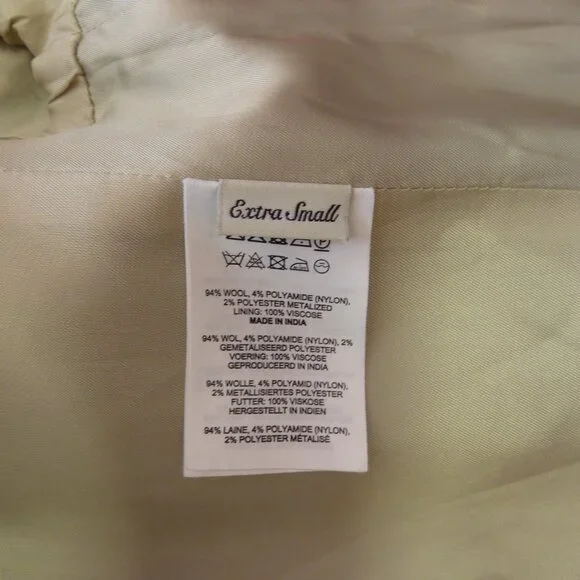 Extra Small
94% WOOL, 4% POLYAMIDE (NYLON),
2% POLYESTER METALIZED
LINING: 100% VISCOSE
MADE IN INDIA
94% WOL, 4% POLYAMIDE (NYLON), 2%
GEMETALISEERD POLYESTER
VOERING: 100% VISCOSE
GEPRODUCEERD IN INDIA
94% WOLLE, 4% POLYAMID (NYLON),
2% METALLISIERTES POLYESTER
FUTTER: 100% VISKOSE
HERGESTELLT IN INDIEN
94% LAINE, 4% POLYAMIDE (NYLON),
2% POLYESTER MÉTALISÉ